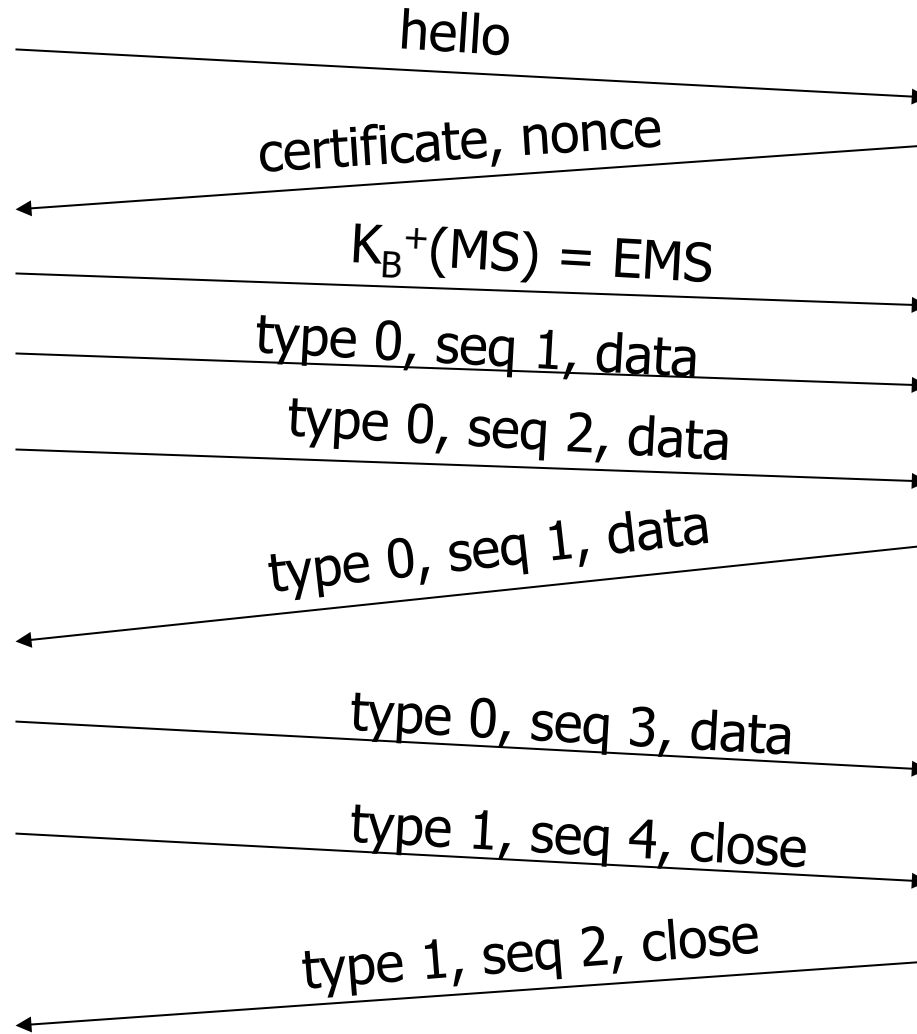 hello
certificate, nonce
K_B⁺(MS) = EMS
type 0, seq 1, data
type 0, seq 2, data
type 0, seq 1, data
type 0, seq 3, data
type 1, seq 4, close
type 1, seq 2, close